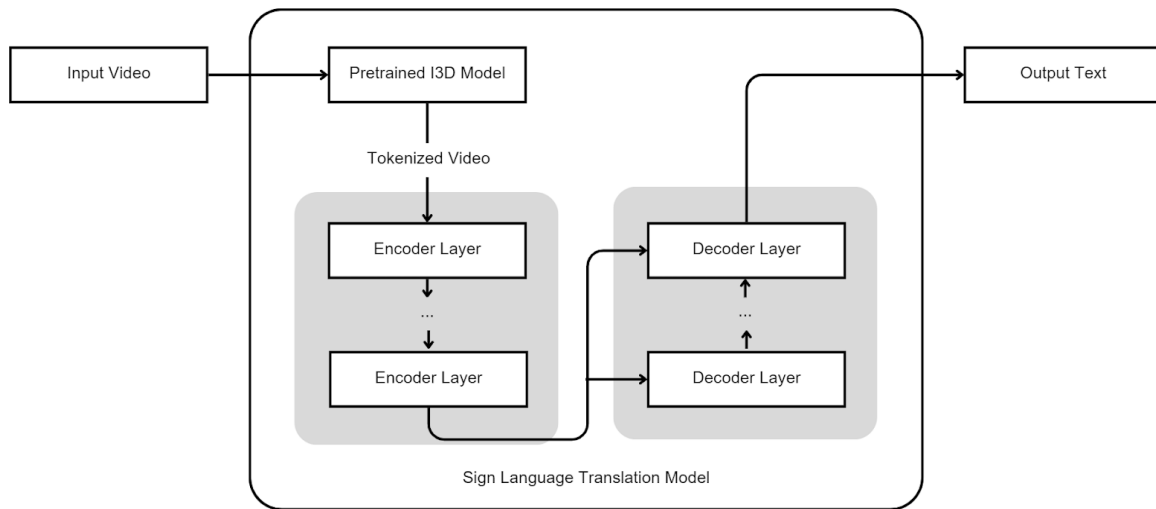 Input Video
Pretrained I3D Model
Output Text
Tokenized Video
Encoder Layer
...
Encoder Layer
Decoder Layer
...
Decoder Layer
Sign Language Translation Model